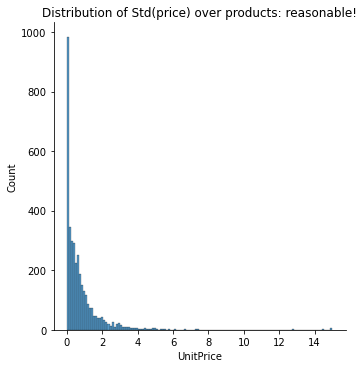 Distribution of Std(price) over products: reasonable!
1000
800
600
400
200
0
Count
0 2 4 6 8 10 12 14
UnitPrice